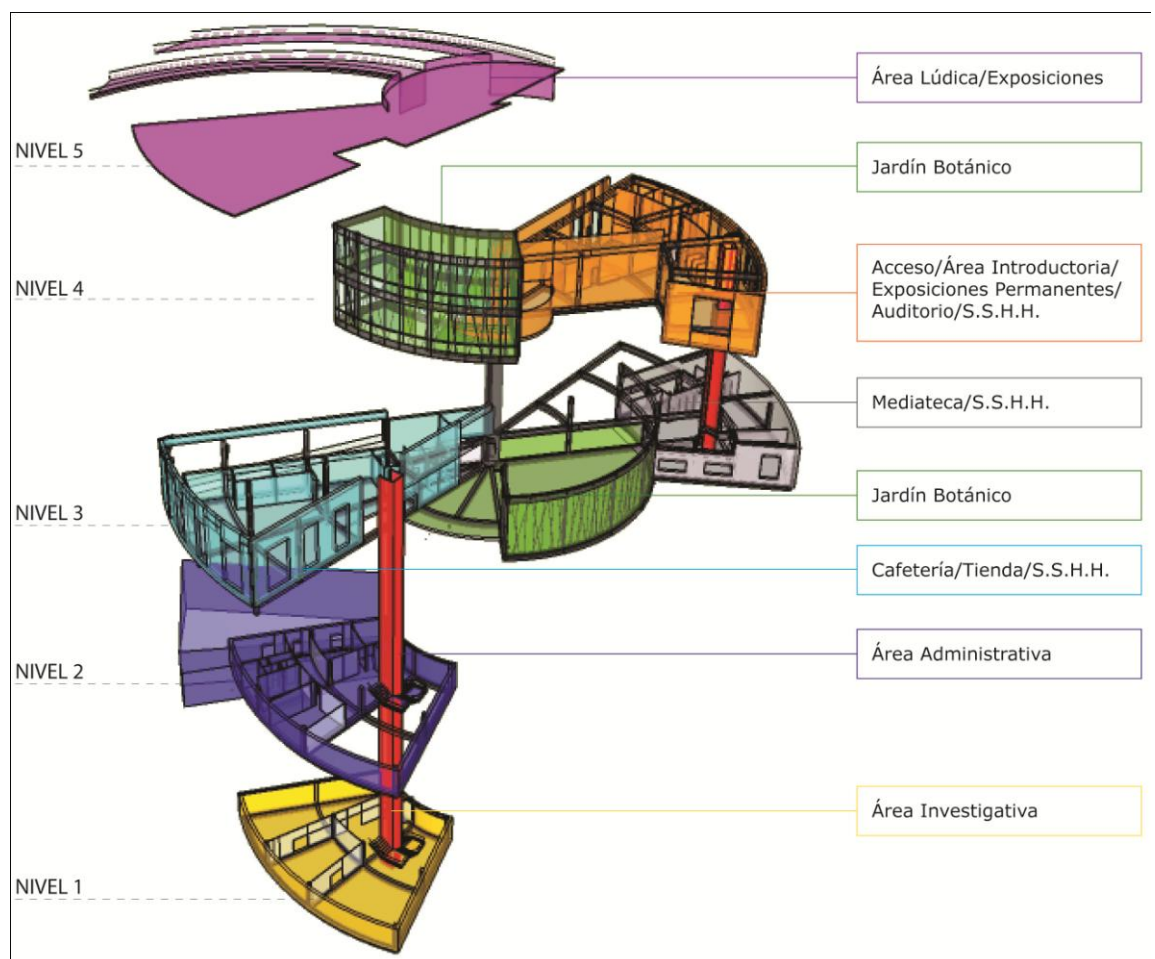 Área Lúdica/Exposiciones
NIVEL 5
Jardín Botánico
NIVEL 4
Acceso/Área Introductoria/
Exposiciones Permanentes/
Auditorio/S.S.H.H.
Mediateca/S.S.H.H.
Jardín Botánico
NIVEL 3
Cafetería/Tienda/S.S.H.H.
Área Administrativa
NIVEL 2
Área Investigativa
NIVEL 1